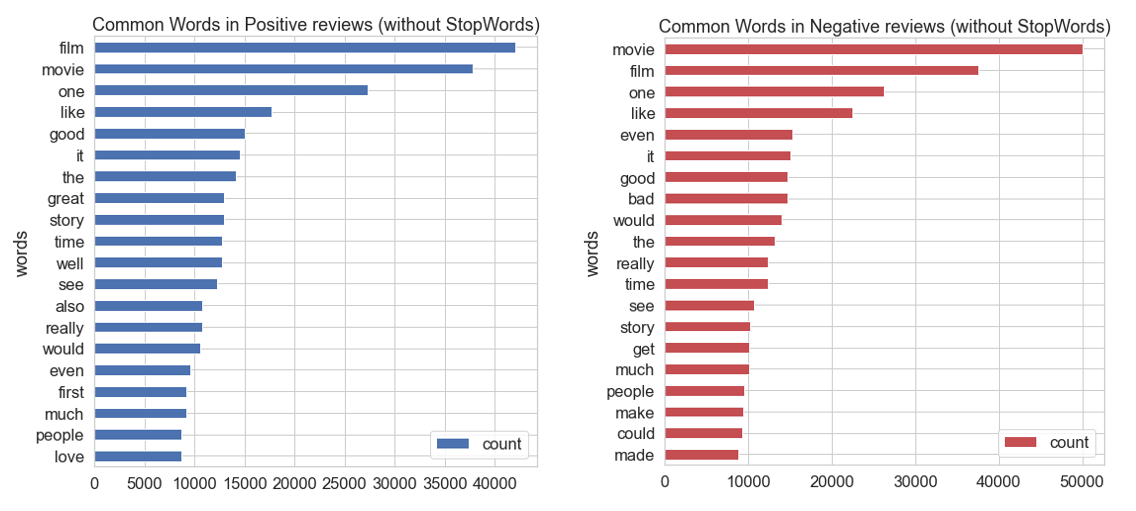 Common Words in Positive reviews (without StopWords)
words
film
movie
one
like
good
it
the
great
story
time
well
see
also
really
would
even
first
much
people
love
count
0 5000 10000 15000 20000 25000 30000 35000 40000
Common Words in Negative reviews (without StopWords)
words
movie
film
one
like
even
it
good
bad
would
the
really
time
see
story
get
much
people
make
could
made
count
0 10000 20000 30000 40000 50000